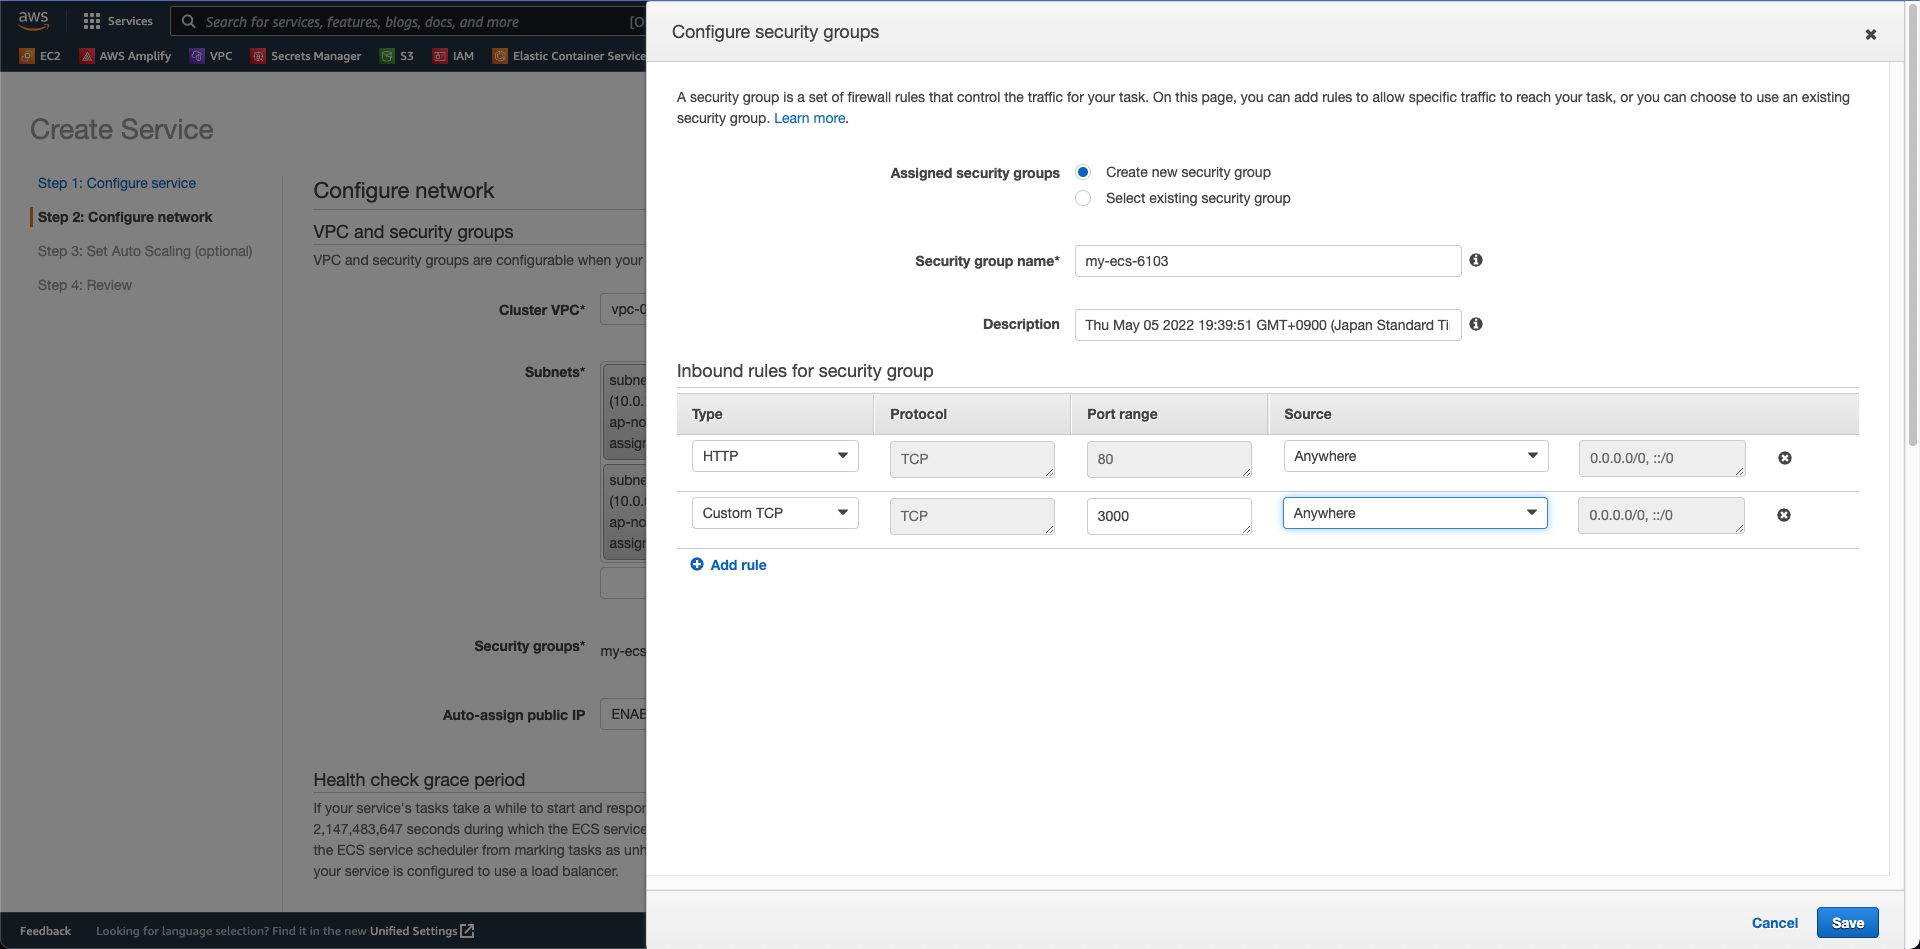 aws
Services
Search for services, features, blogs, docs, and more
[O
EC2
AWS Amplify
VPC
Secrets Manager
S3
IAM
Elastic Container Service
Create Service
Step 1: Configure service
Step 2: Configure network
Step 3: Set Auto Scaling (optional)
Step 4: Review
Configure network
VPC and security groups
VPC and security groups are configurable when your
Cluster VPC*
vpc-0
Subnets*
subne
(10.0.
ap-no
assign
subne
(10.0.
ap-no
assign
Security groups*
my-ecs
Auto-assign public IP
ENAB
Health check grace period
If your service's tasks take a while to start and respon
2,147,483,647 seconds during which the ECS service
the ECS service scheduler from marking tasks as unh
your service is configured to use a load balancer.
Feedback
Looking for language selection? Find it in the new Unified Settings
Configure security groups
A security group is a set of firewall rules that control the traffic for your task. On this page, you can add rules to allow specific traffic to reach your task, or you can choose to use an existing
security group. Learn more.
Assigned security groups
Create new security group
Select existing security group
Security group name*
my-ecs-6103
Description
Thu May 05 2022 19:39:51 GMT+0900 (Japan Standard Ti
Inbound rules for security group
Type Protocol Port range Source
HTTP TCP 80 Anywhere 0.0.0.0/0, ::/0
Custom TCP TCP 3000 Anywhere 0.0.0.0/0, ::/0
Add rule
Cancel
Save